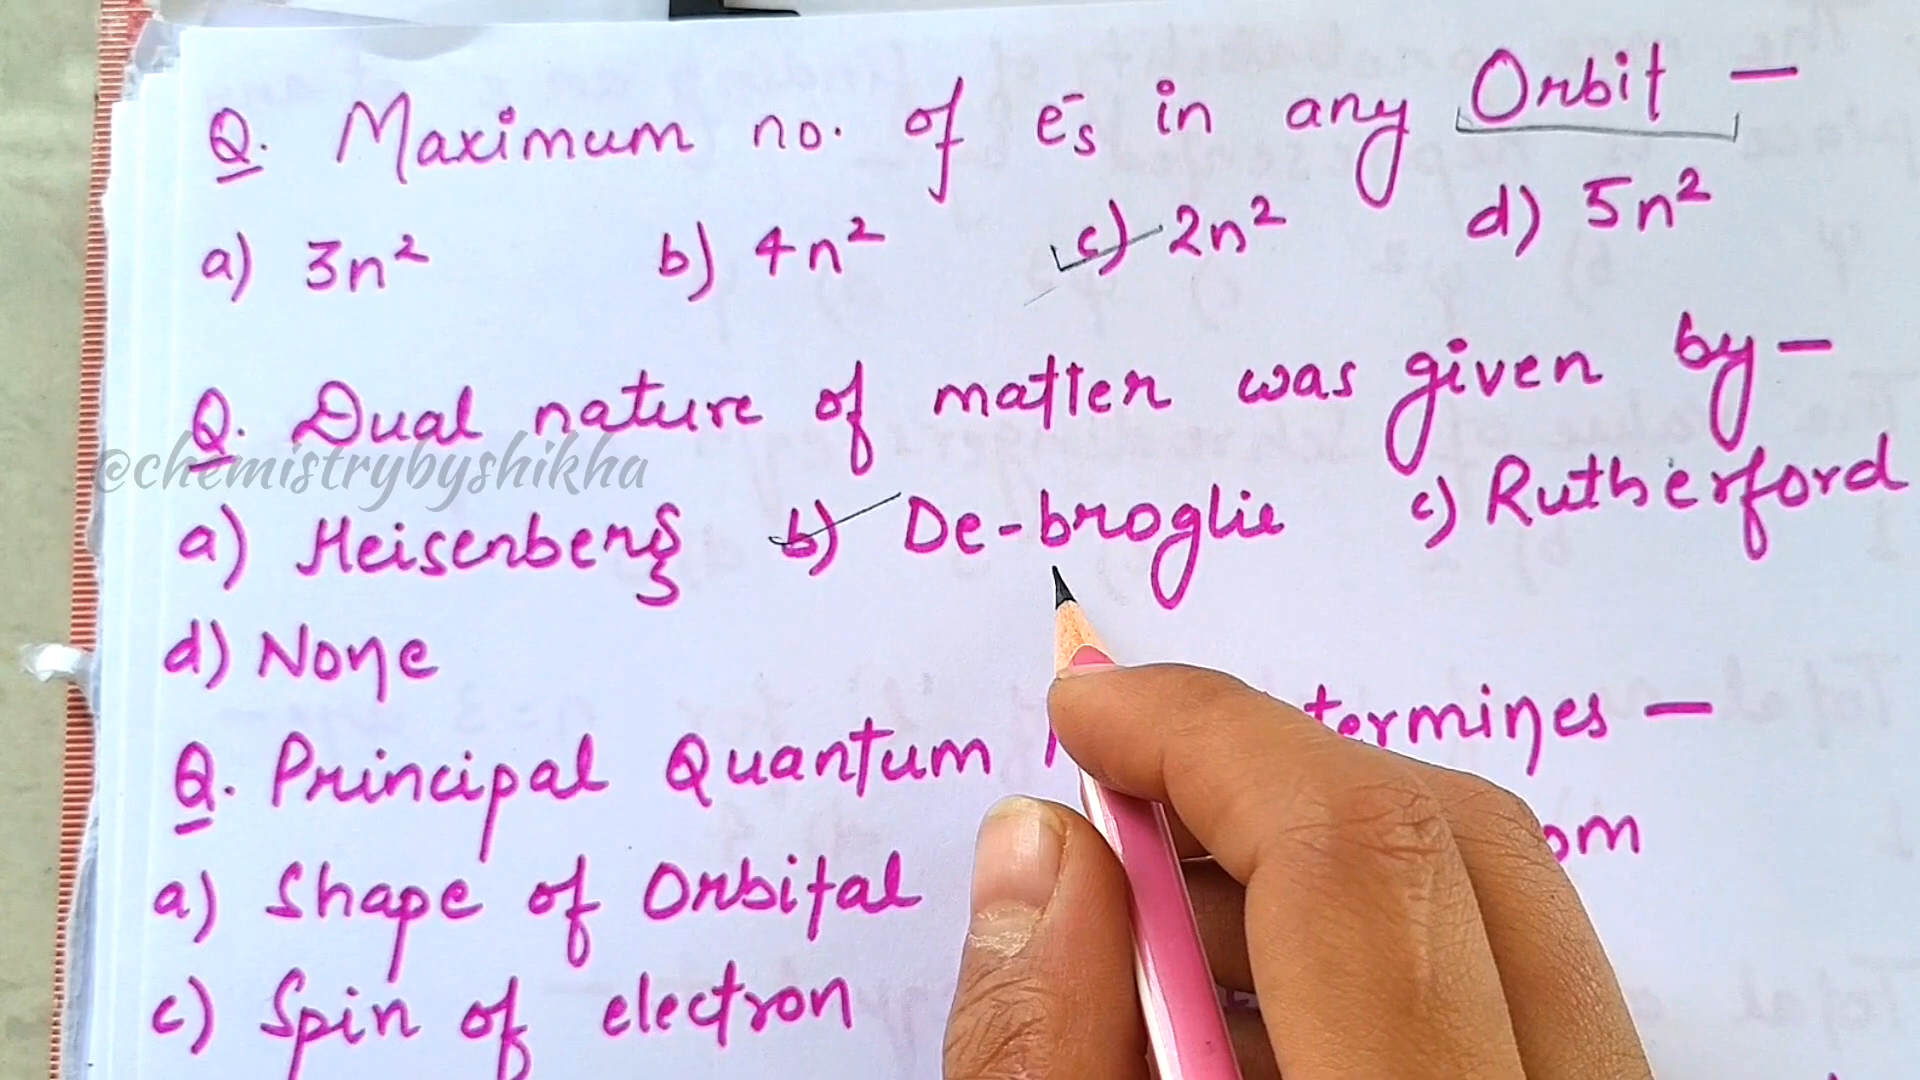 Q. Maximum no. of e⁻s in any Orbit —
a) 3n² b) 4n² c) 2n² d) 5n²
Q. Dual nature of matter was given by —
@chemistrybyshikha
a) Heisenberg b) De-broglie c) Rutherford
d) None
Q. Principal Quantum termines —
a) Shape of Orbital om
c) Spin of electron